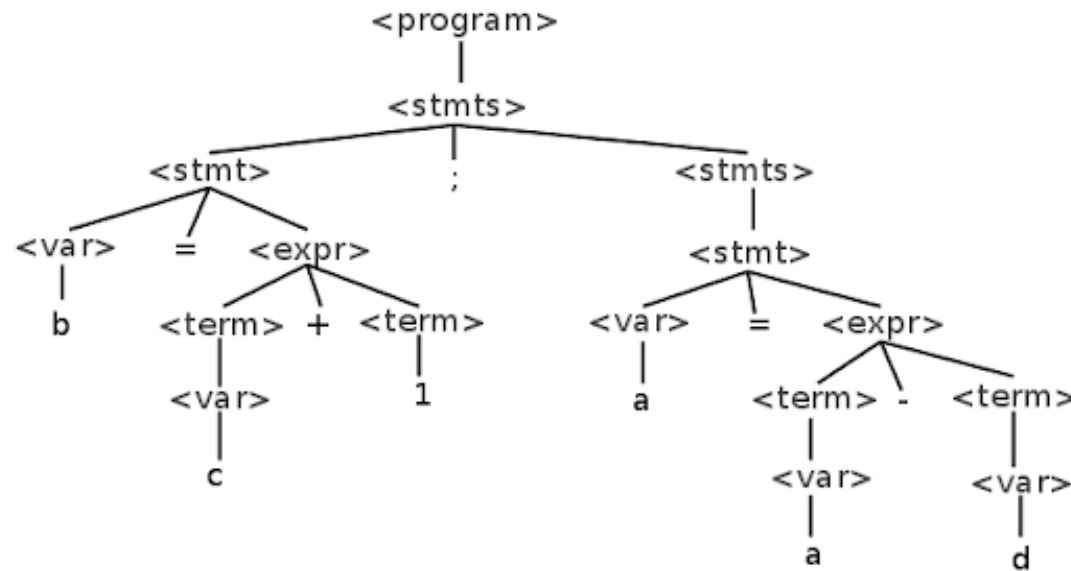 <program>
<stmts>
<stmt> ; <stmts>
<var> = <expr> <stmt>
b <term> + <term> <var> = <expr>
<var> 1 a <term> - <term>
c <var> <var>
a d